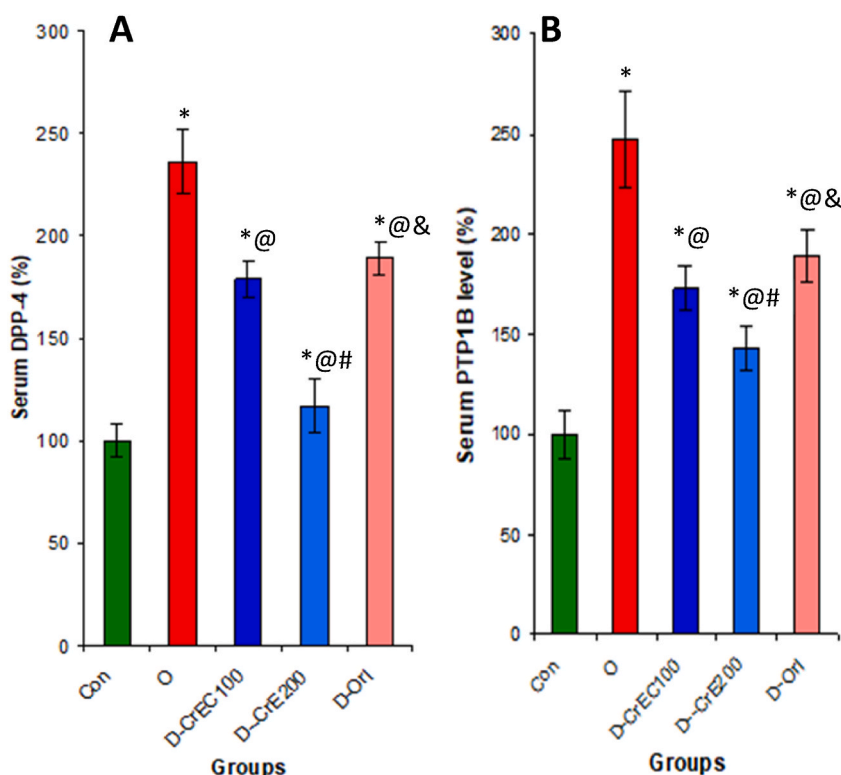 A
Serum DPP-4 (%)
300
250
200
150
100
50
0
*
*@
*@#
*@&
Con
O
D-CrEC100
D--CrE200
D-Orl
Groups
B
Serum PTP1B level (%)
300
250
200
150
100
50
0
*
*@
*@#
*@&
Con
O
D-CrEC100
D--CrE200
D-Orl
Groups